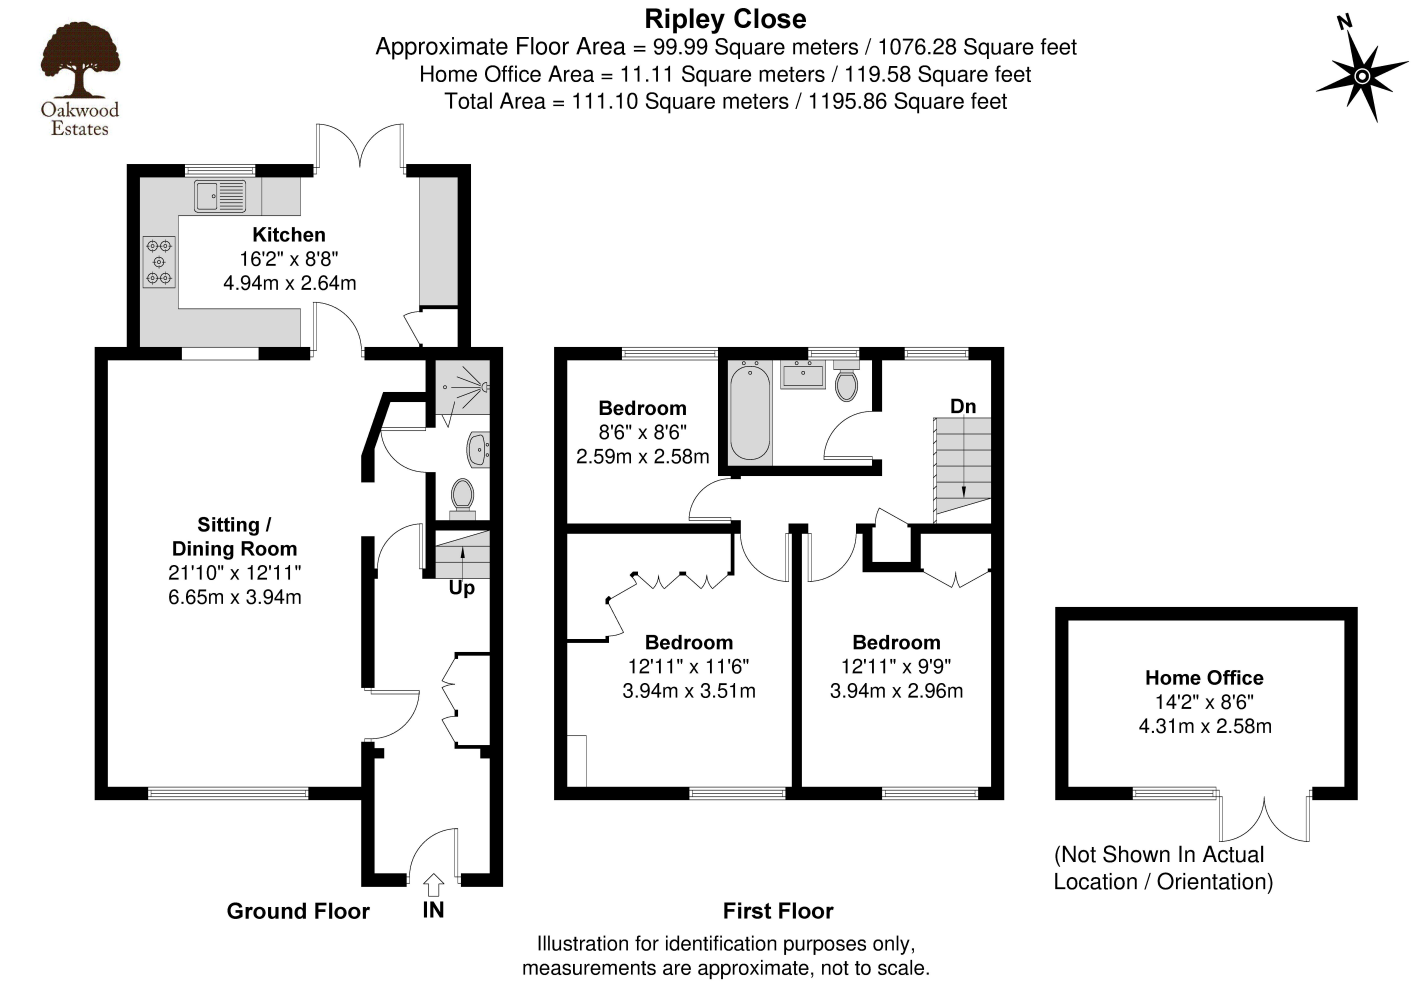 Ripley Close
Approximate Floor Area = 99.99 Square meters / 1076.28 Square feet
Home Office Area = 11.11 Square meters / 119.58 Square feet
Total Area = 111.10 Square meters / 1195.86 Square feet
Oakwood
Estates
N
Kitchen
16'2" x 8'8"
4.94m x 2.64m
Sitting /
Dining Room
21'10" x 12'11"
6.65m x 3.94m
Up
IN
Ground Floor
Bedroom
8'6" x 8'6"
2.59m x 2.58m
Dn
Bedroom
12'11" x 11'6"
3.94m x 3.51m
Bedroom
12'11" x 9'9"
3.94m x 2.96m
First Floor
Home Office
14'2" x 8'6"
4.31m x 2.58m
(Not Shown In Actual
Location / Orientation)
Illustration for identification purposes only,
measurements are approximate, not to scale.